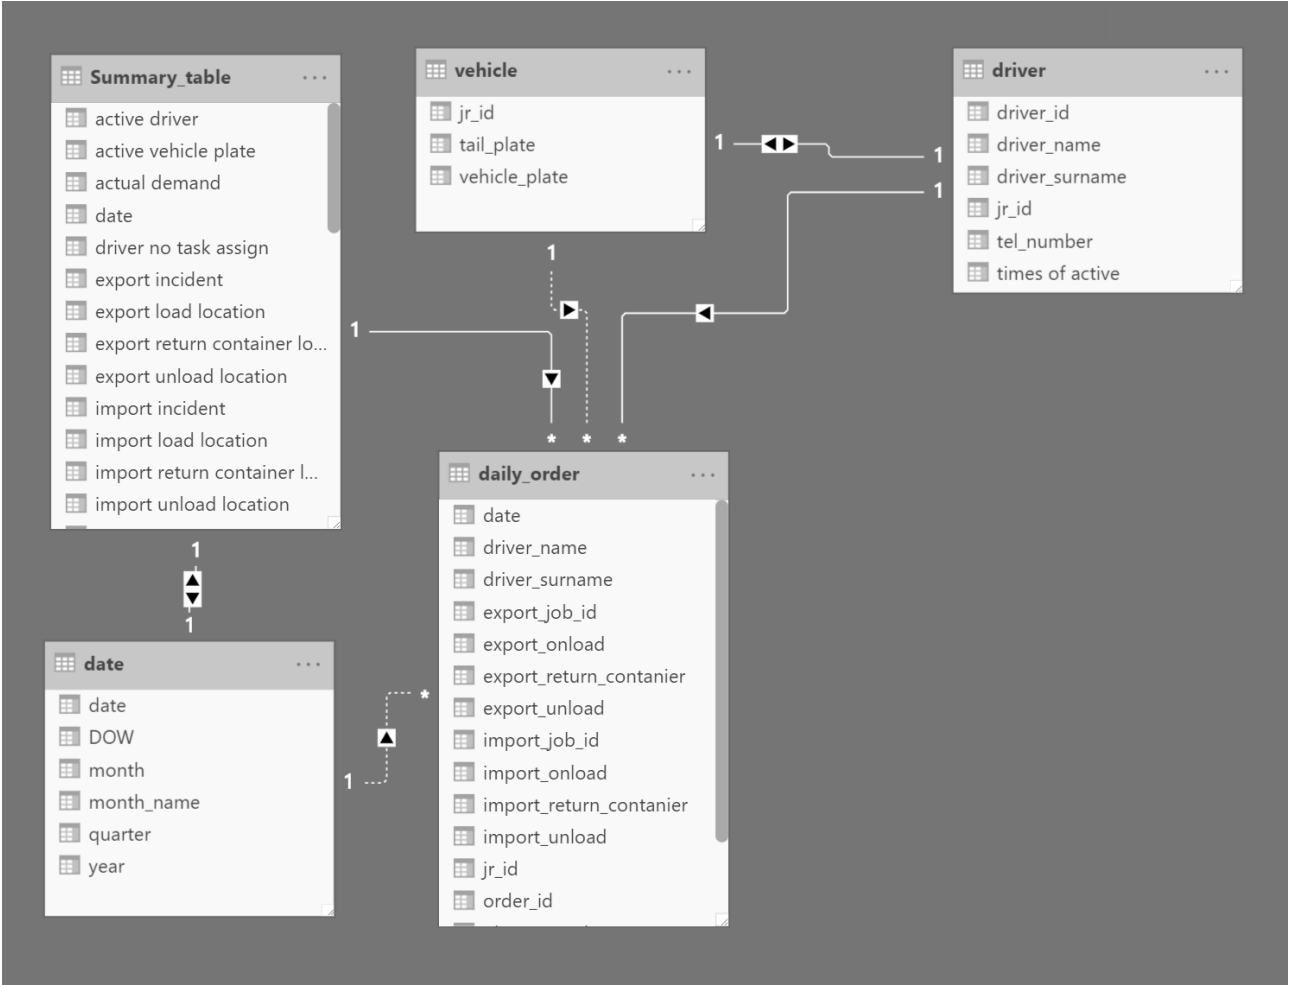 Summary_table ...
active driver
active vehicle plate
actual demand
date
driver no task assign
export incident
export load location
export return container lo...
export unload location
import incident
import load location
import return container l...
import unload location
vehicle ...
jr_id
tail_plate
vehicle_plate
driver ...
driver_id
driver_name
driver_surname
jr_id
tel_number
times of active
1
1
1
1
1
*
*
*
daily_order ...
date
driver_name
driver_surname
export_job_id
export_onload
export_return_contanier
export_unload
import_job_id
import_onload
import_return_contanier
import_unload
jr_id
order_id
1
1
date ...
date
DOW
month
month_name
quarter
year
1
*